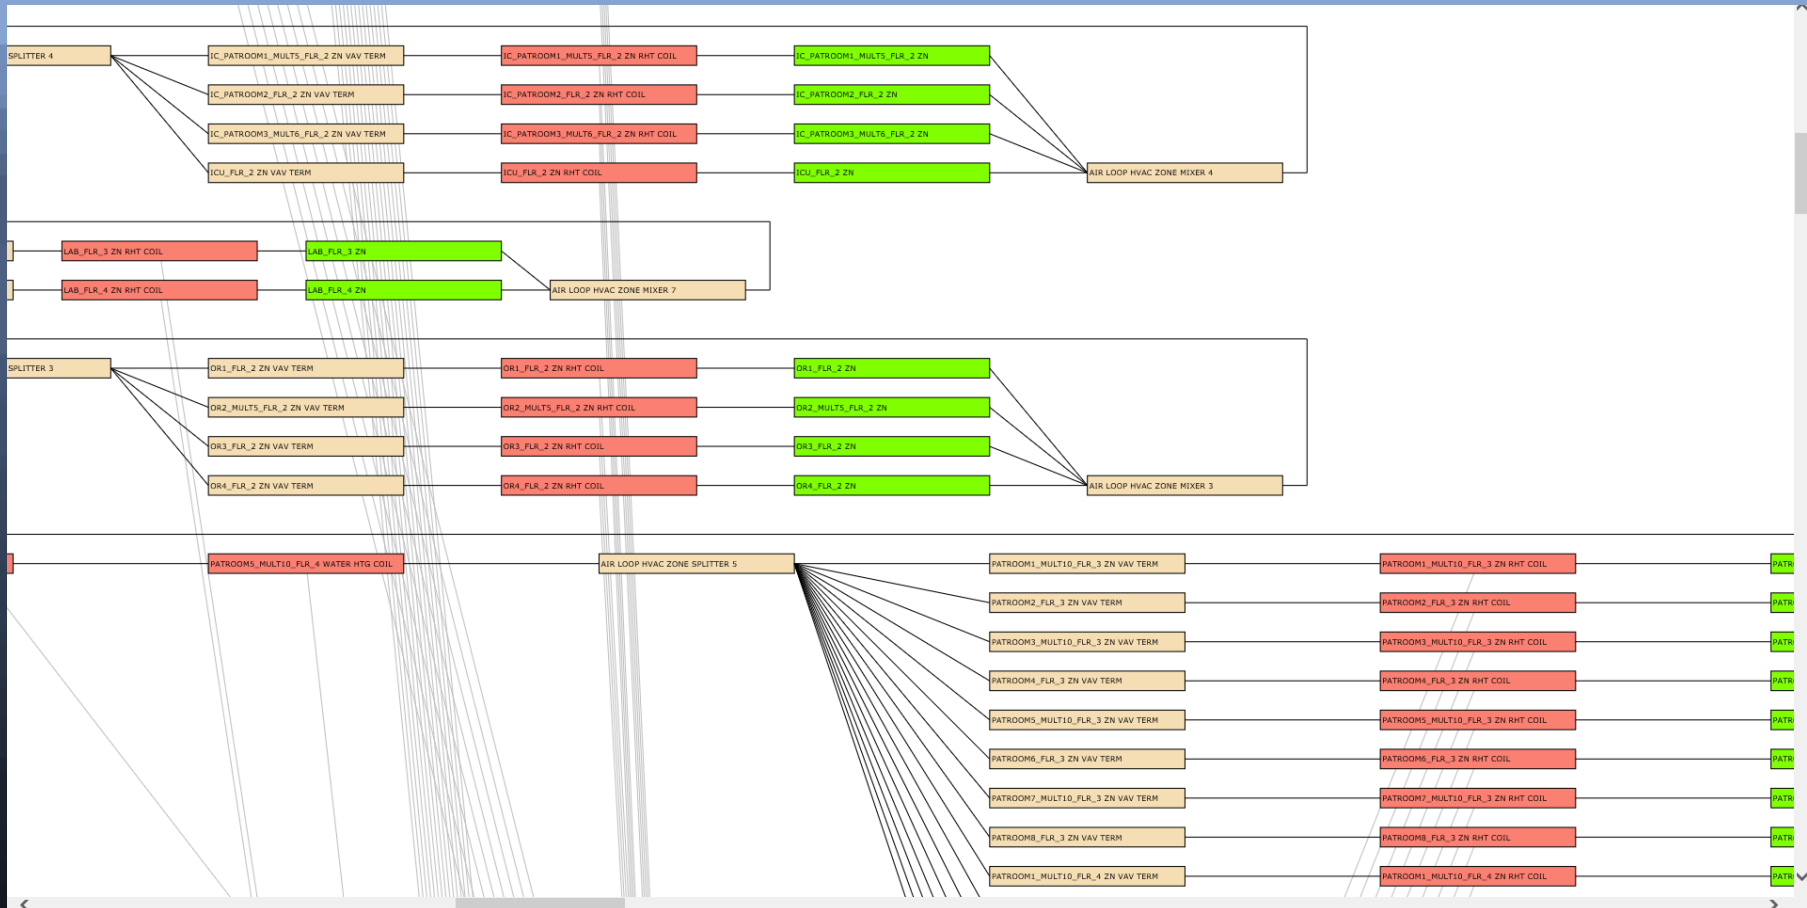 SPLITTER 4
IC_PATROOM1_MULT5_FLR_2 ZN VAV TERM
IC_PATROOM1_MULT5_FLR_2 ZN RHT COIL
IC_PATROOM1_MULT5_FLR_2 ZN
IC_PATROOM2_FLR_2 ZN VAV TERM
IC_PATROOM2_FLR_2 ZN RHT COIL
IC_PATROOM2_FLR_2 ZN
IC_PATROOM3_MULT6_FLR_2 ZN VAV TERM
IC_PATROOM3_MULT6_FLR_2 ZN RHT COIL
IC_PATROOM3_MULT6_FLR_2 ZN
ICU_FLR_2 ZN VAV TERM
ICU_FLR_2 ZN RHT COIL
ICU_FLR_2 ZN
AIR LOOP HVAC ZONE MIXER 4
LAB_FLR_3 ZN RHT COIL
LAB_FLR_3 ZN
LAB_FLR_4 ZN RHT COIL
LAB_FLR_4 ZN
AIR LOOP HVAC ZONE MIXER 7
SPLITTER 3
OR1_FLR_2 ZN VAV TERM
OR1_FLR_2 ZN RHT COIL
OR1_FLR_2 ZN
OR2_MULT5_FLR_2 ZN VAV TERM
OR2_MULT5_FLR_2 ZN RHT COIL
OR2_MULT5_FLR_2 ZN
OR3_FLR_2 ZN VAV TERM
OR3_FLR_2 ZN RHT COIL
OR3_FLR_2 ZN
OR4_FLR_2 ZN VAV TERM
OR4_FLR_2 ZN RHT COIL
OR4_FLR_2 ZN
AIR LOOP HVAC ZONE MIXER 3
PATROOM5_MULT10_FLR_4 WATER HTG COIL
AIR LOOP HVAC ZONE SPLITTER 5
PATROOM1_MULT10_FLR_3 ZN VAV TERM
PATROOM1_MULT10_FLR_3 ZN RHT COIL
PATR
PATROOM2_FLR_3 ZN VAV TERM
PATROOM2_FLR_3 ZN RHT COIL
PATR
PATROOM3_MULT10_FLR_3 ZN VAV TERM
PATROOM3_MULT10_FLR_3 ZN RHT COIL
PATR
PATROOM4_FLR_3 ZN VAV TERM
PATROOM4_FLR_3 ZN RHT COIL
PATR
PATROOM5_MULT10_FLR_3 ZN VAV TERM
PATROOM5_MULT10_FLR_3 ZN RHT COIL
PATR
PATROOM6_FLR_3 ZN VAV TERM
PATROOM6_FLR_3 ZN RHT COIL
PATR
PATROOM7_MULT10_FLR_3 ZN VAV TERM
PATROOM7_MULT10_FLR_3 ZN RHT COIL
PATR
PATROOM8_FLR_3 ZN VAV TERM
PATROOM8_FLR_3 ZN RHT COIL
PATR
PATROOM1_MULT10_FLR_4 ZN VAV TERM
PATROOM1_MULT10_FLR_4 ZN RHT COIL
PATR